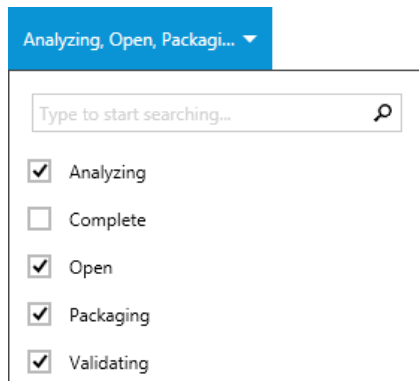 Analyzing, Open, Packagi...
Type to start searching...
Analyzing
Complete
Open
Packaging
Validating